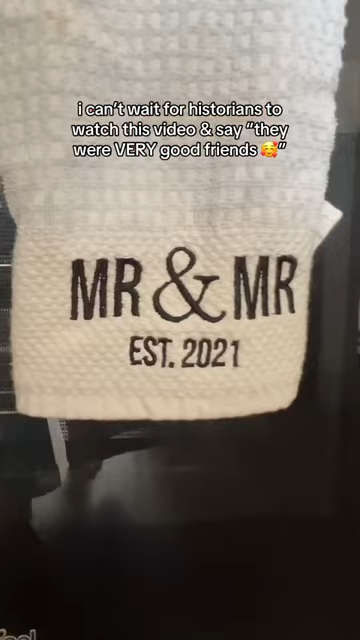 i can't wait for historians to
watch this video & say "they
were VERY good friends 🥰"
MR & MR
EST. 2021